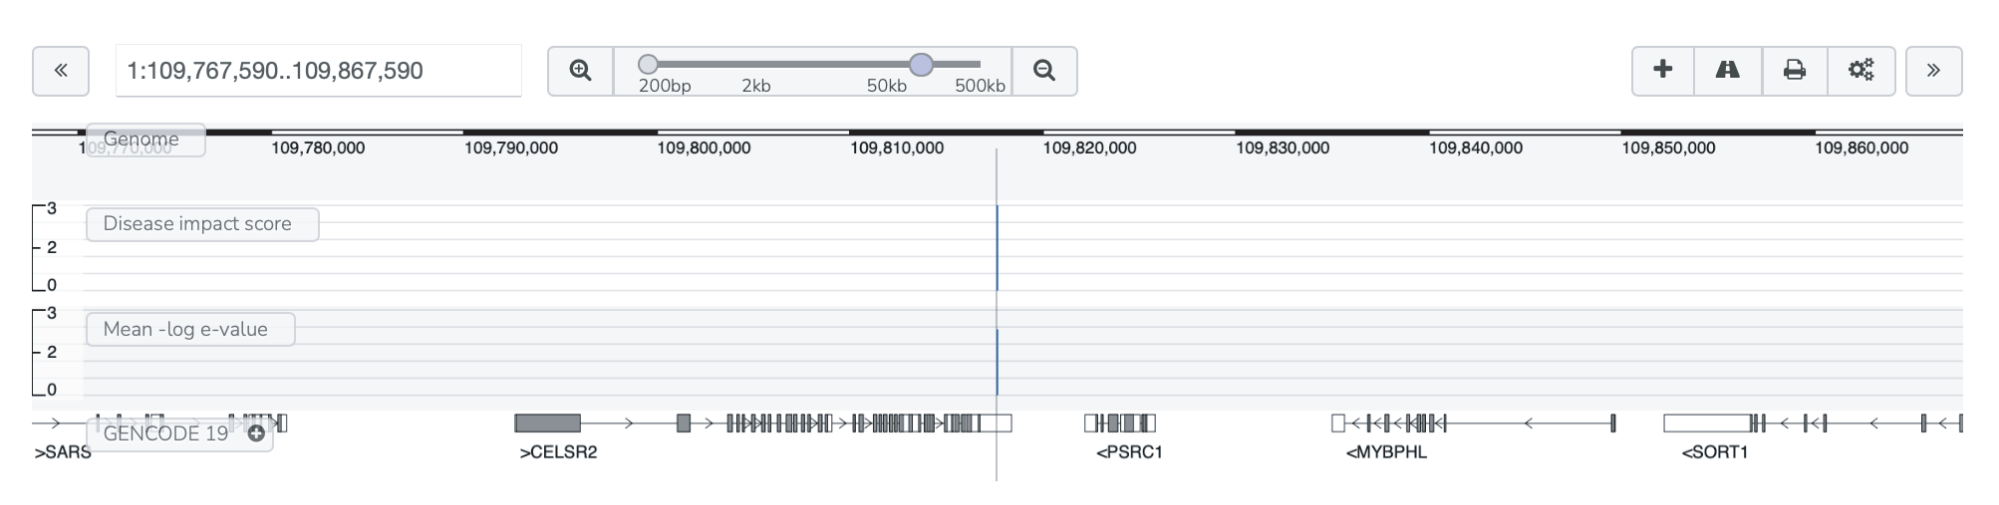 «
1:109,767,590..109,867,590
200bp 2kb 50kb 500kb
»
Genome
109,770,000 109,780,000 109,790,000 109,800,000 109,810,000 109,820,000 109,830,000 109,840,000 109,850,000 109,860,000
3
Disease impact score
2
0
3
Mean -log e-value
2
0
GENCODE 19
>SARS >CELSR2 <PSRC1 <MYBPHL <SORT1